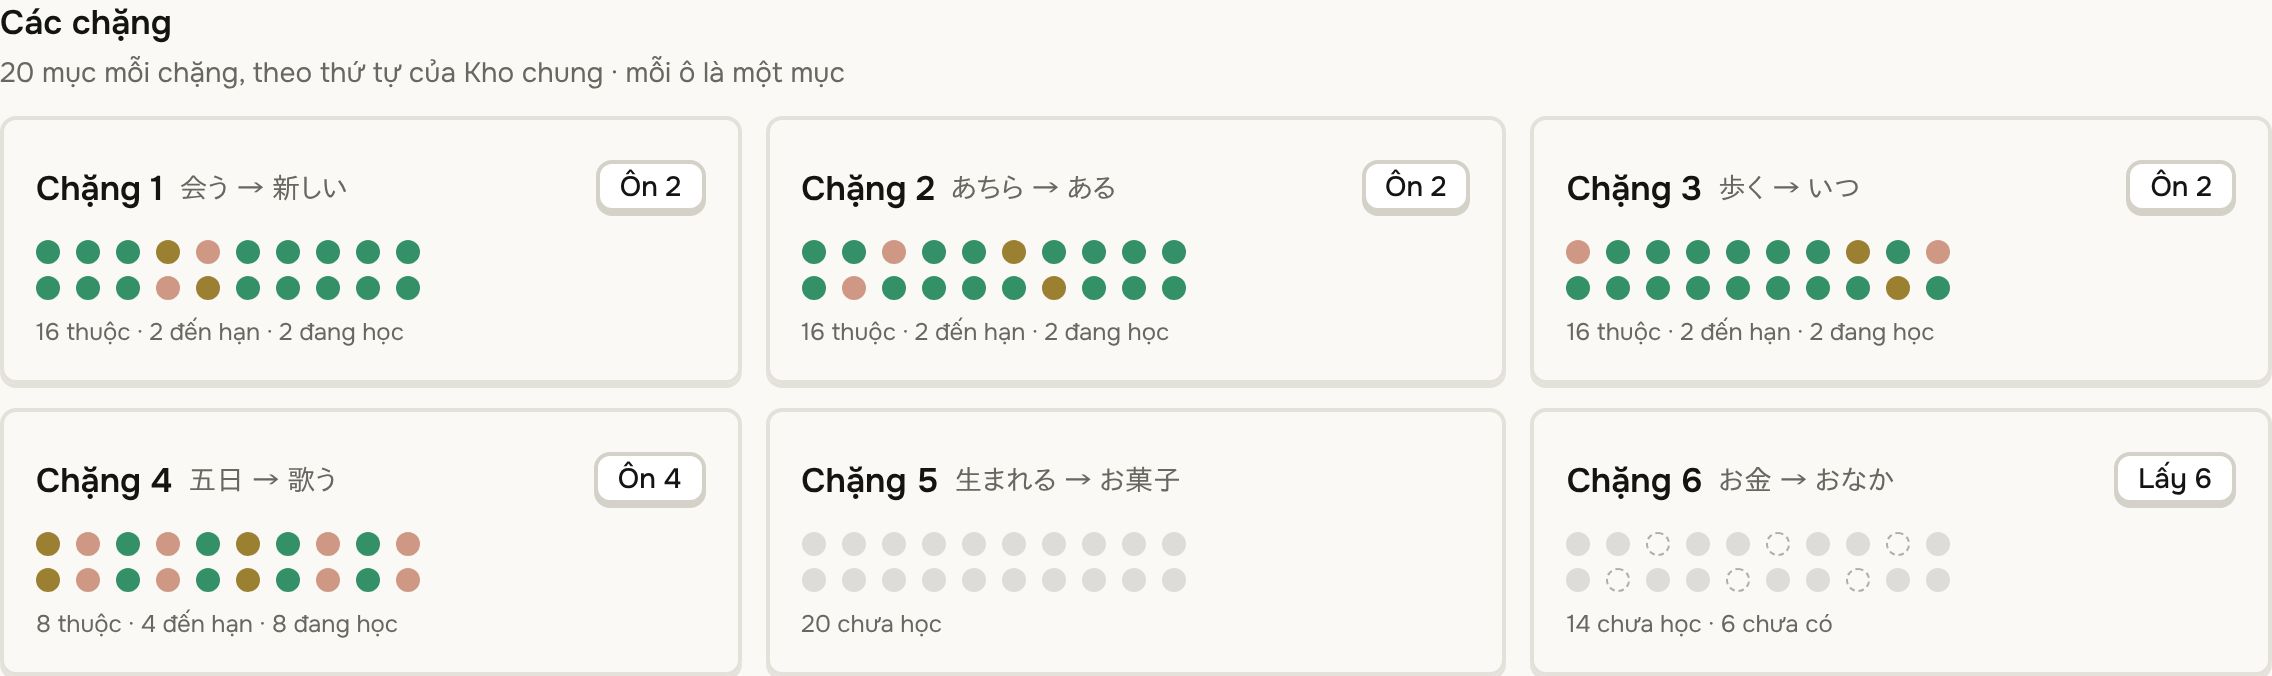 Các chặng
20 mục mỗi chặng, theo thứ tự của Kho chung · mỗi ô là một mục
Chặng 1 会う → 新しい
Ôn 2
16 thuộc · 2 đến hạn · 2 đang học
Chặng 2 あちら → ある
Ôn 2
16 thuộc · 2 đến hạn · 2 đang học
Chặng 3 歩く → いつ
Ôn 2
16 thuộc · 2 đến hạn · 2 đang học
Chặng 4 五日 → 歌う
Ôn 4
8 thuộc · 4 đến hạn · 8 đang học
Chặng 5 生まれる → お菓子
20 chưa học
Chặng 6 お金 → おなか
Lấy 6
14 chưa học · 6 chưa có